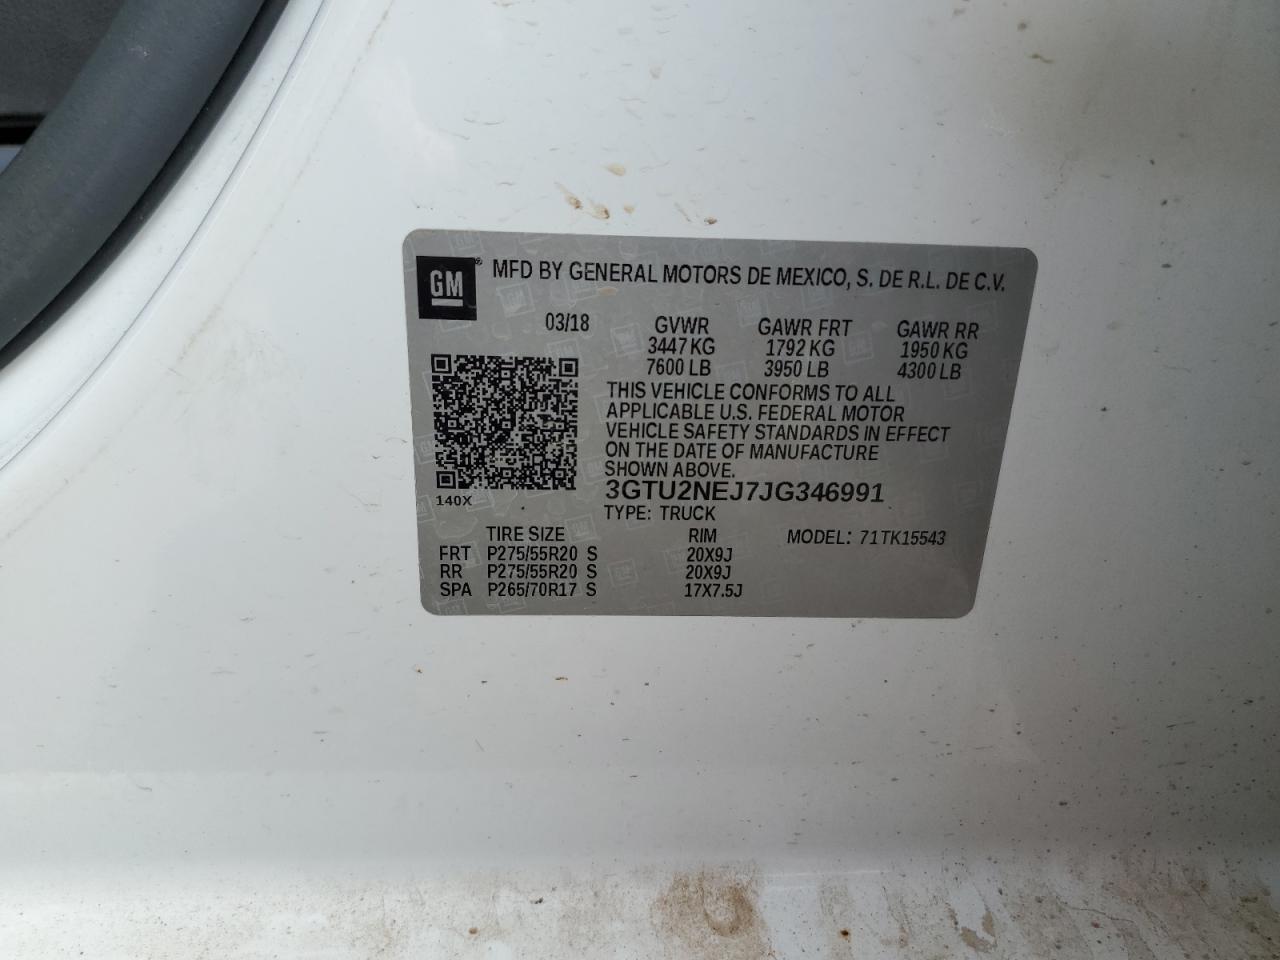 GM ® MFD BY GENERAL MOTORS DE MEXICO, S. DE R.L. DE C.V.
03/18 GVWR GAWR FRT GAWR RR
3447 KG 1792 KG 1950 KG
7600 LB 3950 LB 4300 LB
THIS VEHICLE CONFORMS TO ALL
APPLICABLE U.S. FEDERAL MOTOR
VEHICLE SAFETY STANDARDS IN EFFECT
ON THE DATE OF MANUFACTURE
SHOWN ABOVE.
3GTU2NEJ7JG346991
140X
TYPE: TRUCK
TIRE SIZE RIM MODEL: 71TK15543
FRT P275/55R20 S 20X9J
RR P275/55R20 S 20X9J
SPA P265/70R17 S 17X7.5J